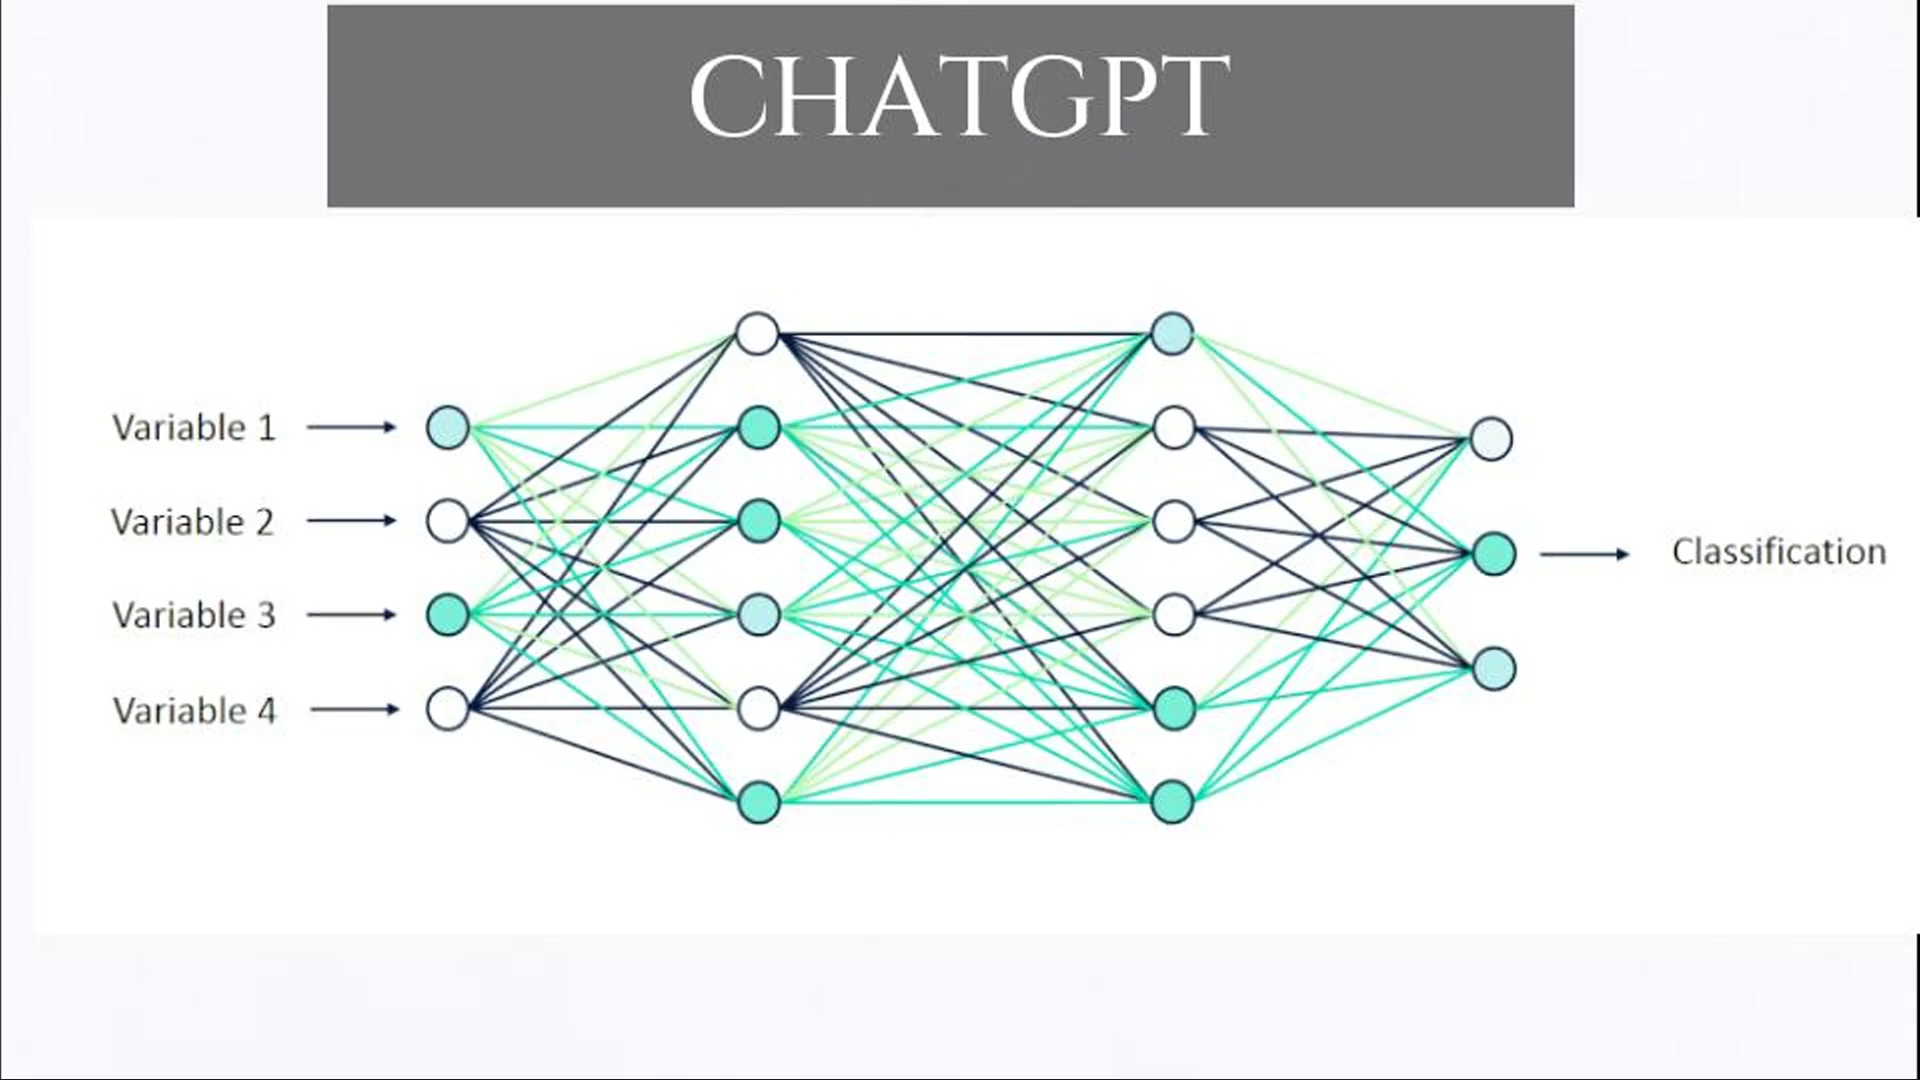 CHATGPT
Variable 1
Variable 2
Variable 3
Variable 4
Classification